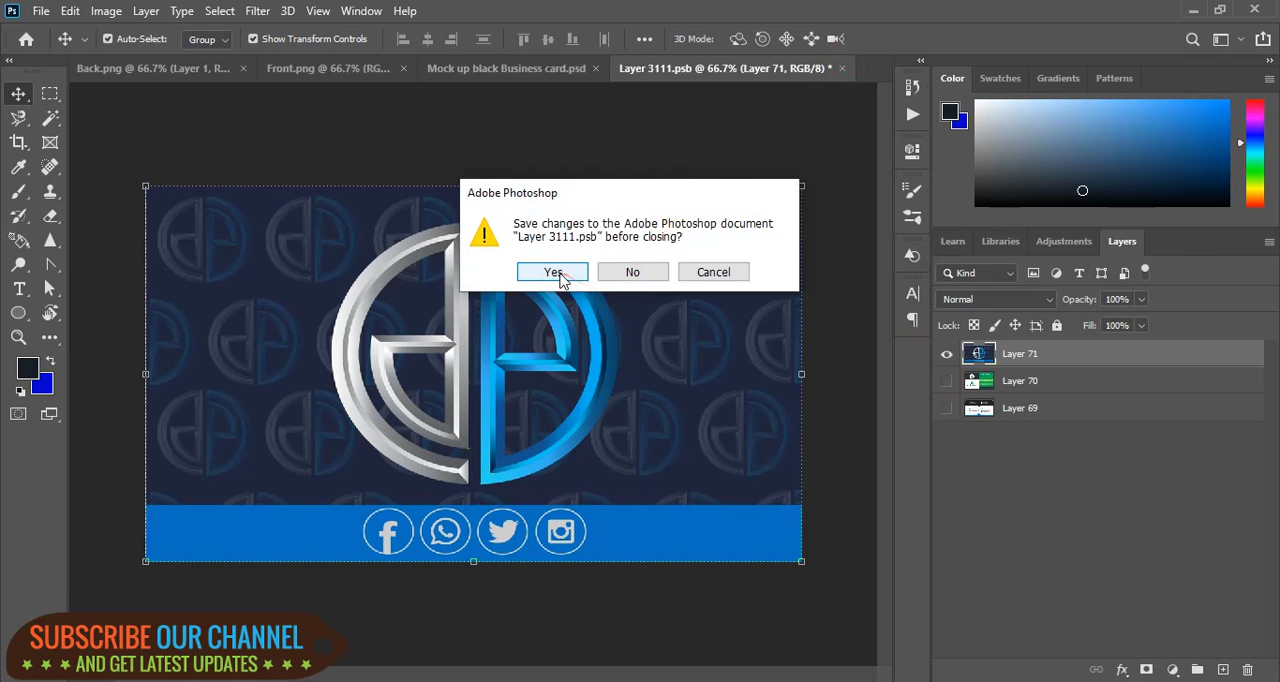 Ps File Edit Image Layer Type Select Filter 3D View Window Help
Auto-Select: Group Show Transform Controls 3D Mode:
Back.png @ 66.7% (Layer 1, R... × Front.png @ 66.7% (RG... × Mock up black Business card.psd × Layer 3111.psb @ 66.7% (Layer 71, RGB/8) * ×
Color Swatches Gradients Patterns
Adobe Photoshop
Save changes to the Adobe Photoshop document
“Layer 3111.psb” before closing?
Yes No Cancel
Learn Libraries Adjustments Layers
Kind
Normal Opacity: 100%
Lock: Fill: 100%
Layer 71
Layer 70
Layer 69
SUBSCRIBE OUR CHANNEL
AND GET LATEST UPDATES